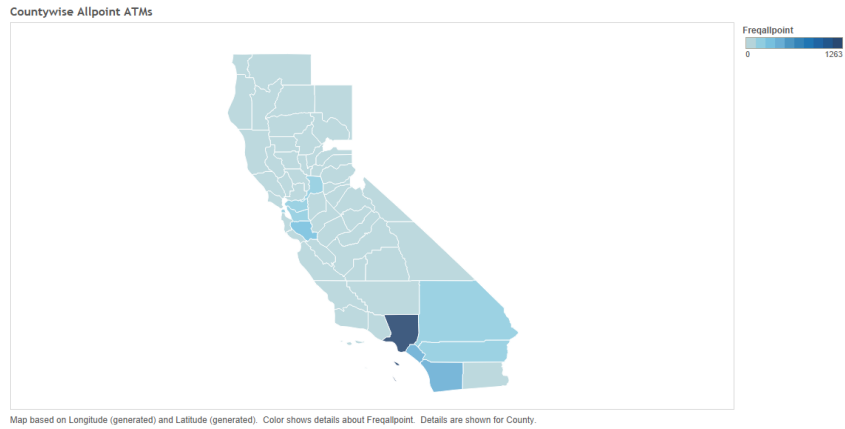 Countywise Allpoint ATMs
Freqallpoint
0 1263
Map based on Longitude (generated) and Latitude (generated). Color shows details about Freqallpoint. Details are shown for County.